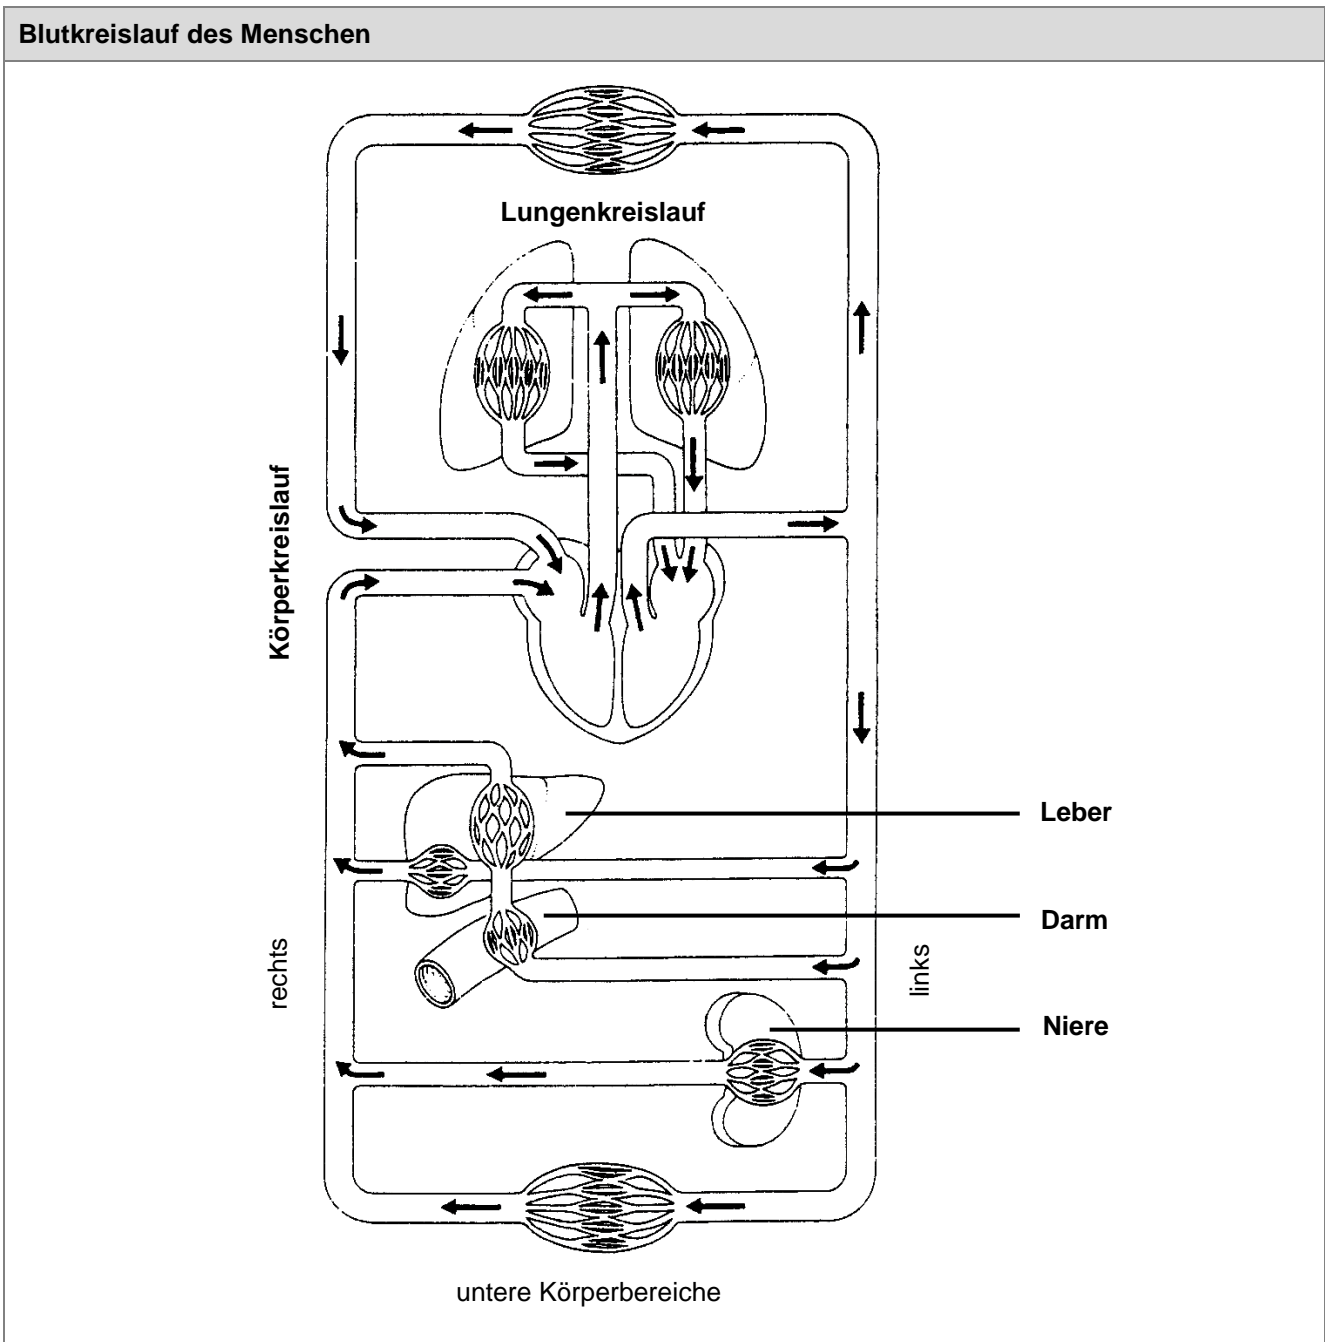 Blutkreislauf des Menschen
Lungenkreislauf
Körperkreislauf
Leber
Darm
rechts
links
Niere
untere Körperbereiche